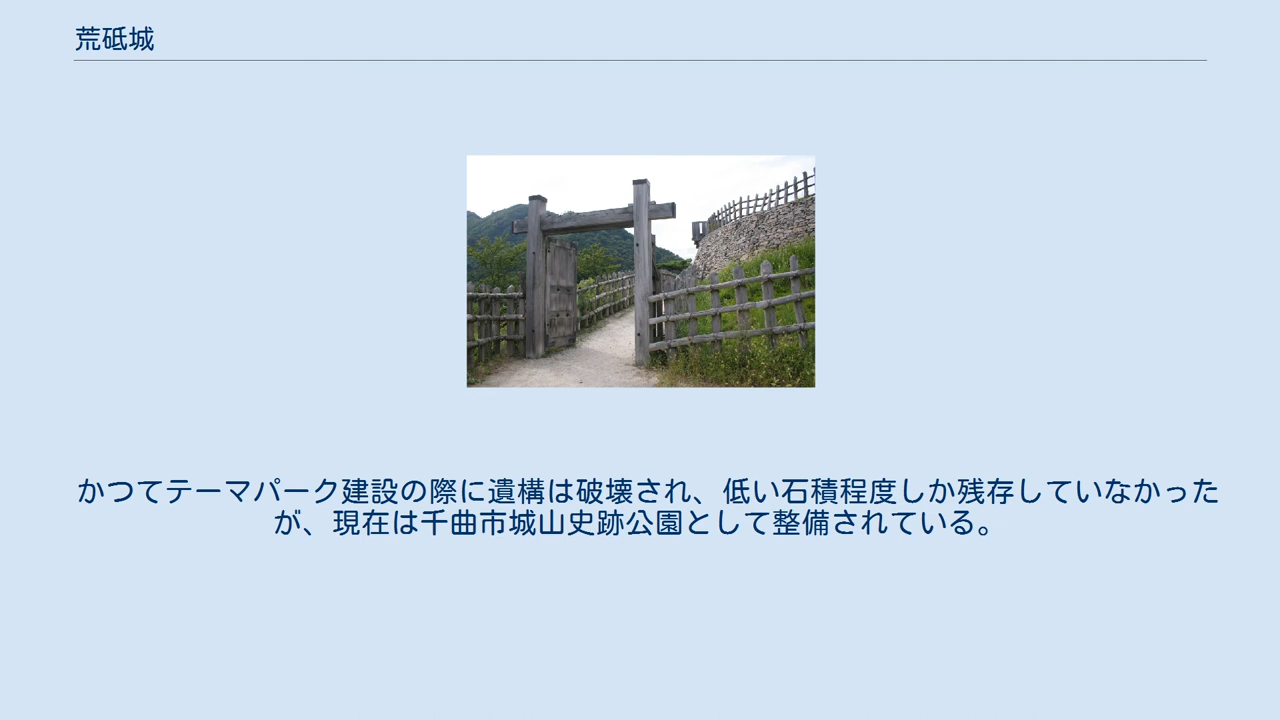 荒砥城
かつてテーマパーク建設の際に遺構は破壊され、低い石積程度しか残存していなかった
が、現在は千曲市城山史跡公園として整備されている。